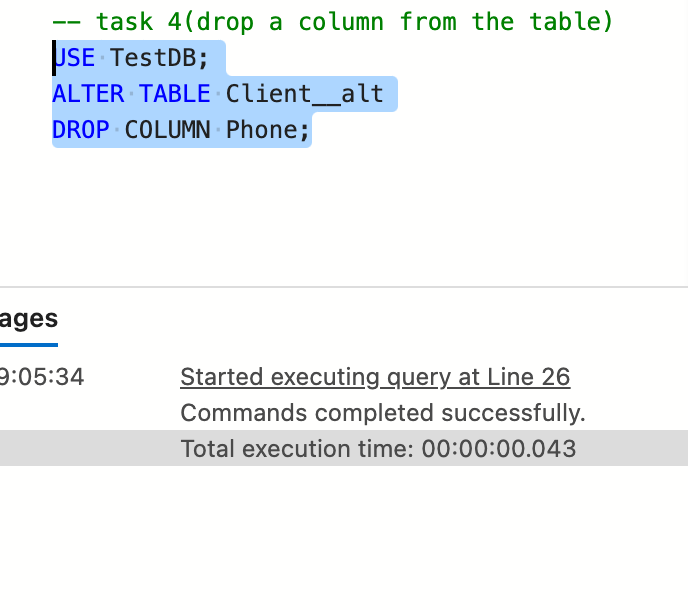 -- task 4(drop a column from the table)
USE TestDB;
ALTER TABLE Client__alt
DROP COLUMN Phone;
ages
9:05:34 Started executing query at Line 26
Commands completed successfully.
Total execution time: 00:00:00.043